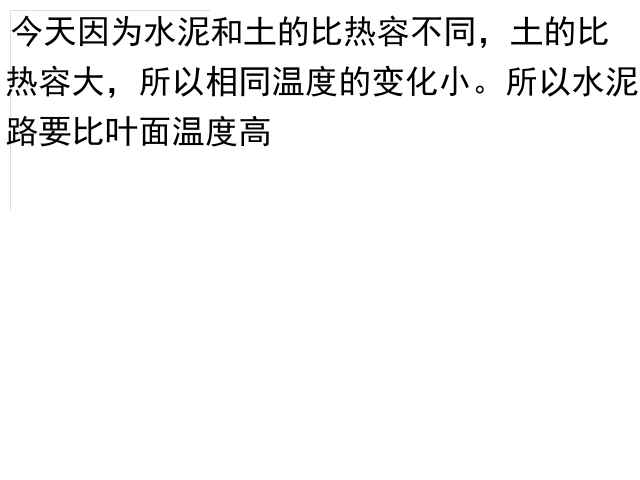 今天因为水泥和土的比热容不同，土的比
热容大，所以相同温度的变化小。所以水泥
路要比叶面温度高